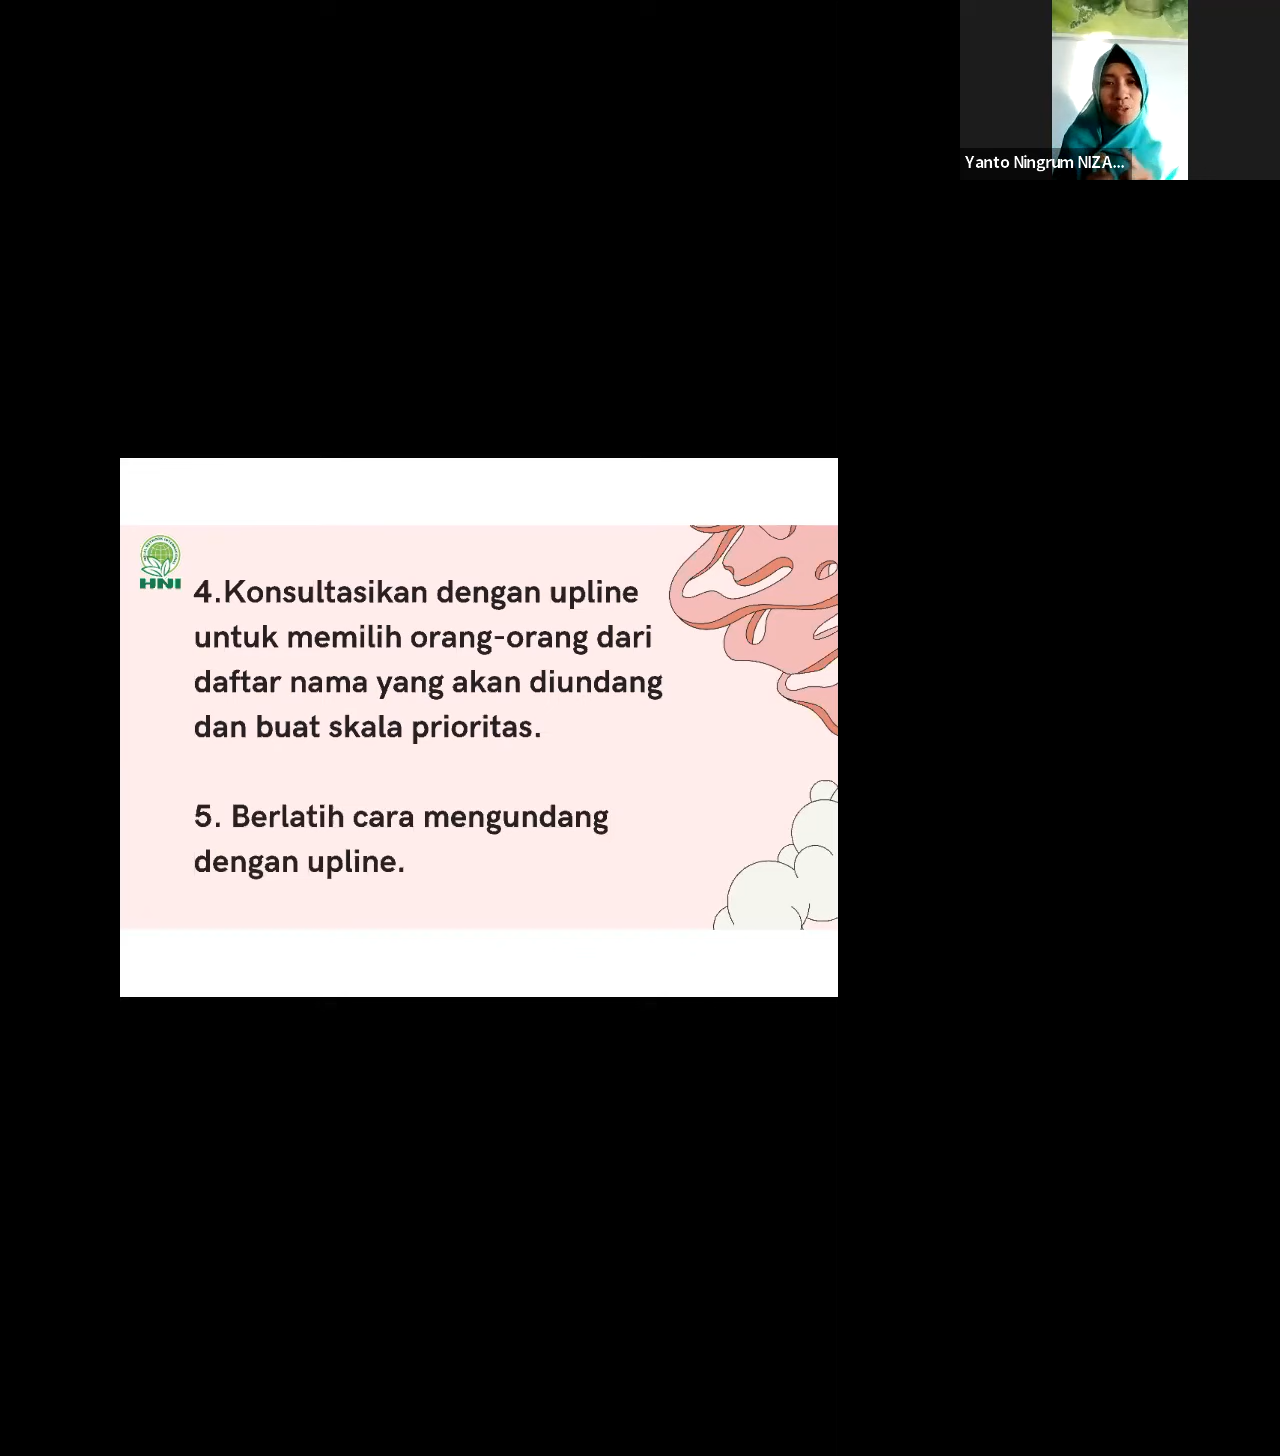 Yanto Ningrum NIZA...
HNI
4.Konsultasikan dengan upline
untuk memilih orang-orang dari
daftar nama yang akan diundang
dan buat skala prioritas.
5. Berlatih cara mengundang
dengan upline.